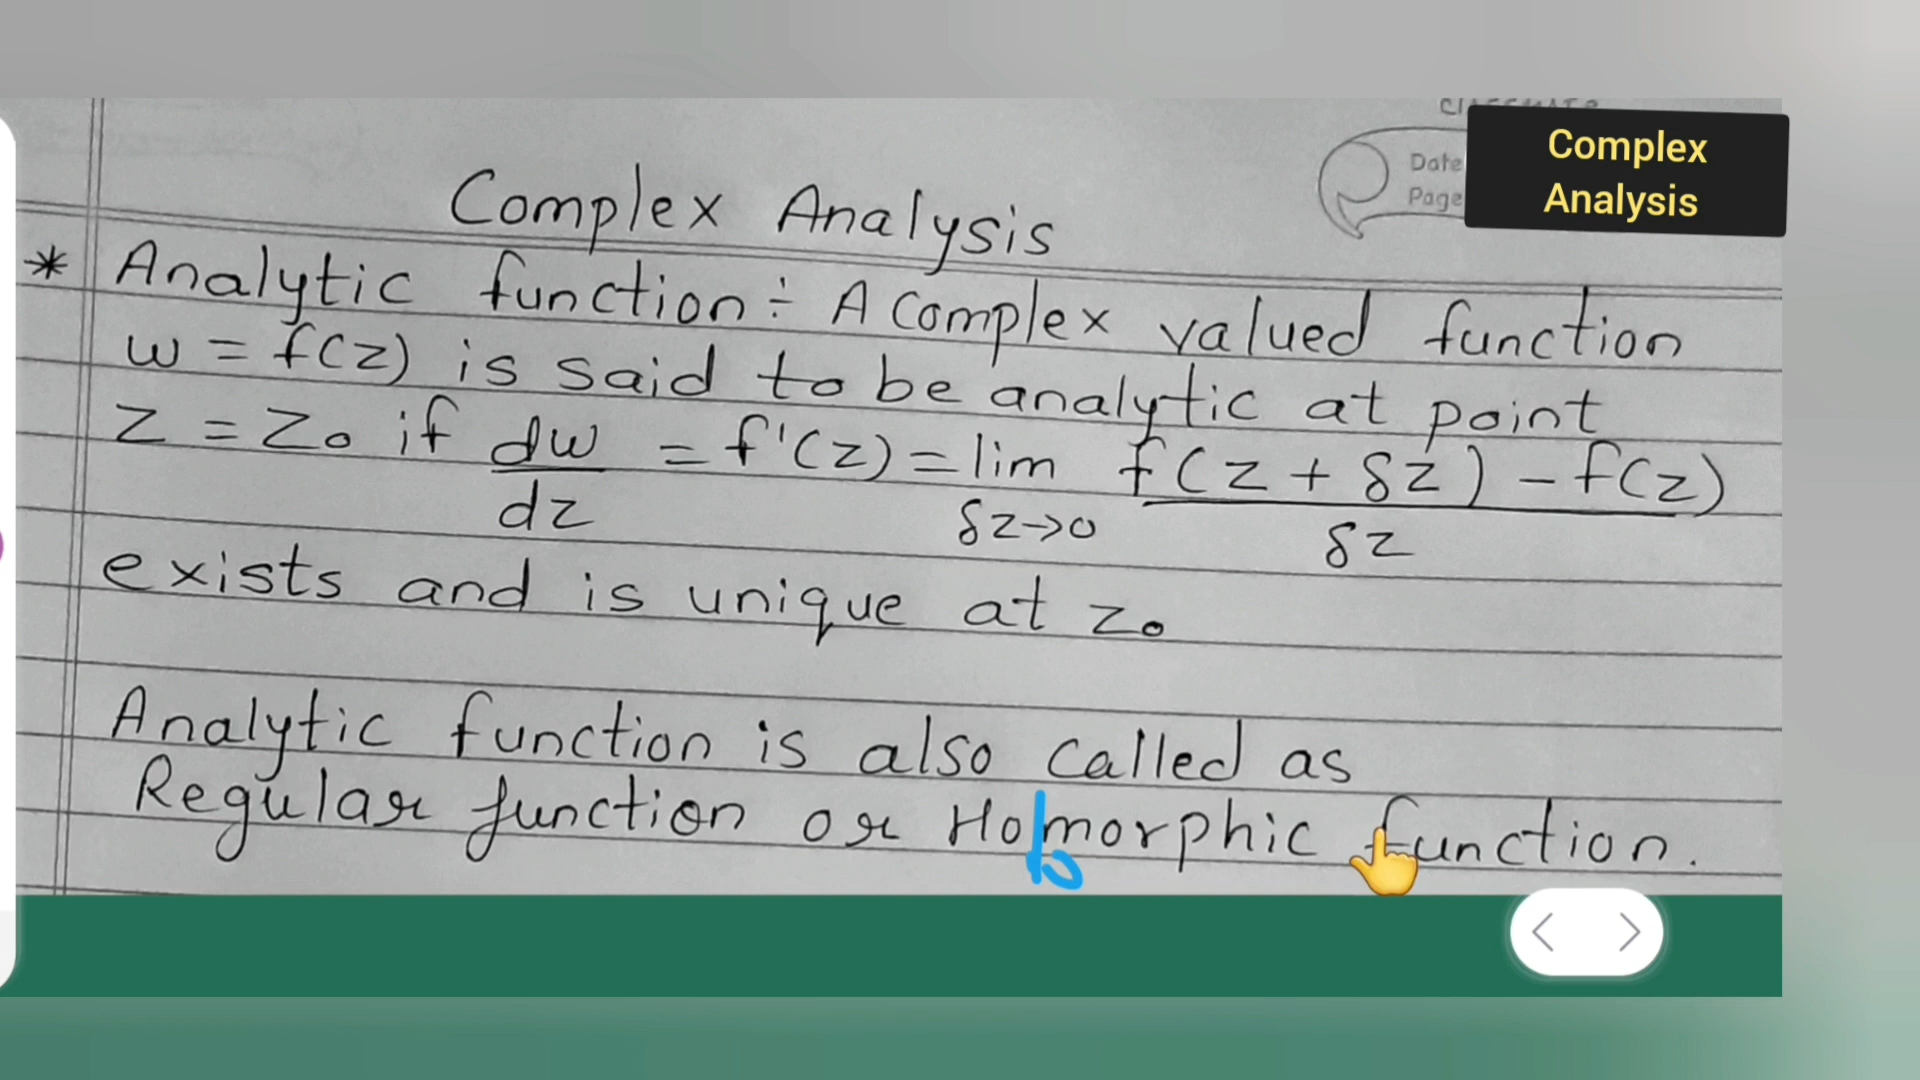 Complex Analysis
Date
Page
Complex
Analysis
* Analytic function÷ A Complex valued function
w = f(z) is said to be analytic at point
z = z₀ if dw/dz = f'(z) = lim δz→0 f(z + δz) - f(z) / δz
exists and is unique at z₀
Analytic function is also called as
Regular function or Holomorphic function.